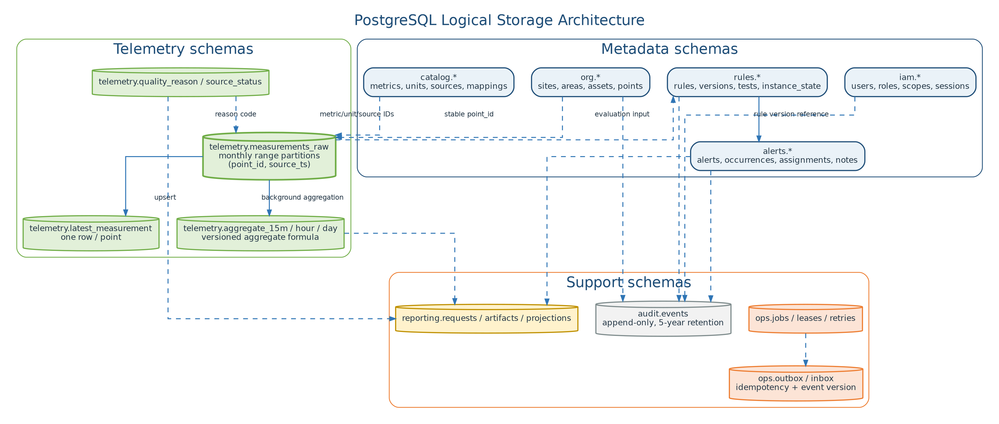 PostgreSQL Logical Storage Architecture
Telemetry schemas
Metadata schemas
telemetry.quality_reason / source_status
catalog.*
metrics, units, sources, mappings
org.*
sites, areas, assets, points
rules.*
rules, versions, tests, instance_state
iam.*
users, roles, scopes, sessions
reason code
metric/unit/source IDs
stable point_id
evaluation input
rule version reference
telemetry.measurements_raw
monthly range partitions
(point_id, source_ts)
alerts.*
alerts, occurrences, assignments, notes
upsert
background aggregation
telemetry.latest_measurement
one row / point
telemetry.aggregate_15m / hour / day
versioned aggregate formula
Support schemas
reporting.requests / artifacts / projections
audit.events
append-only, 5-year retention
ops.jobs / leases / retries
ops.outbox / inbox
idempotency + event version